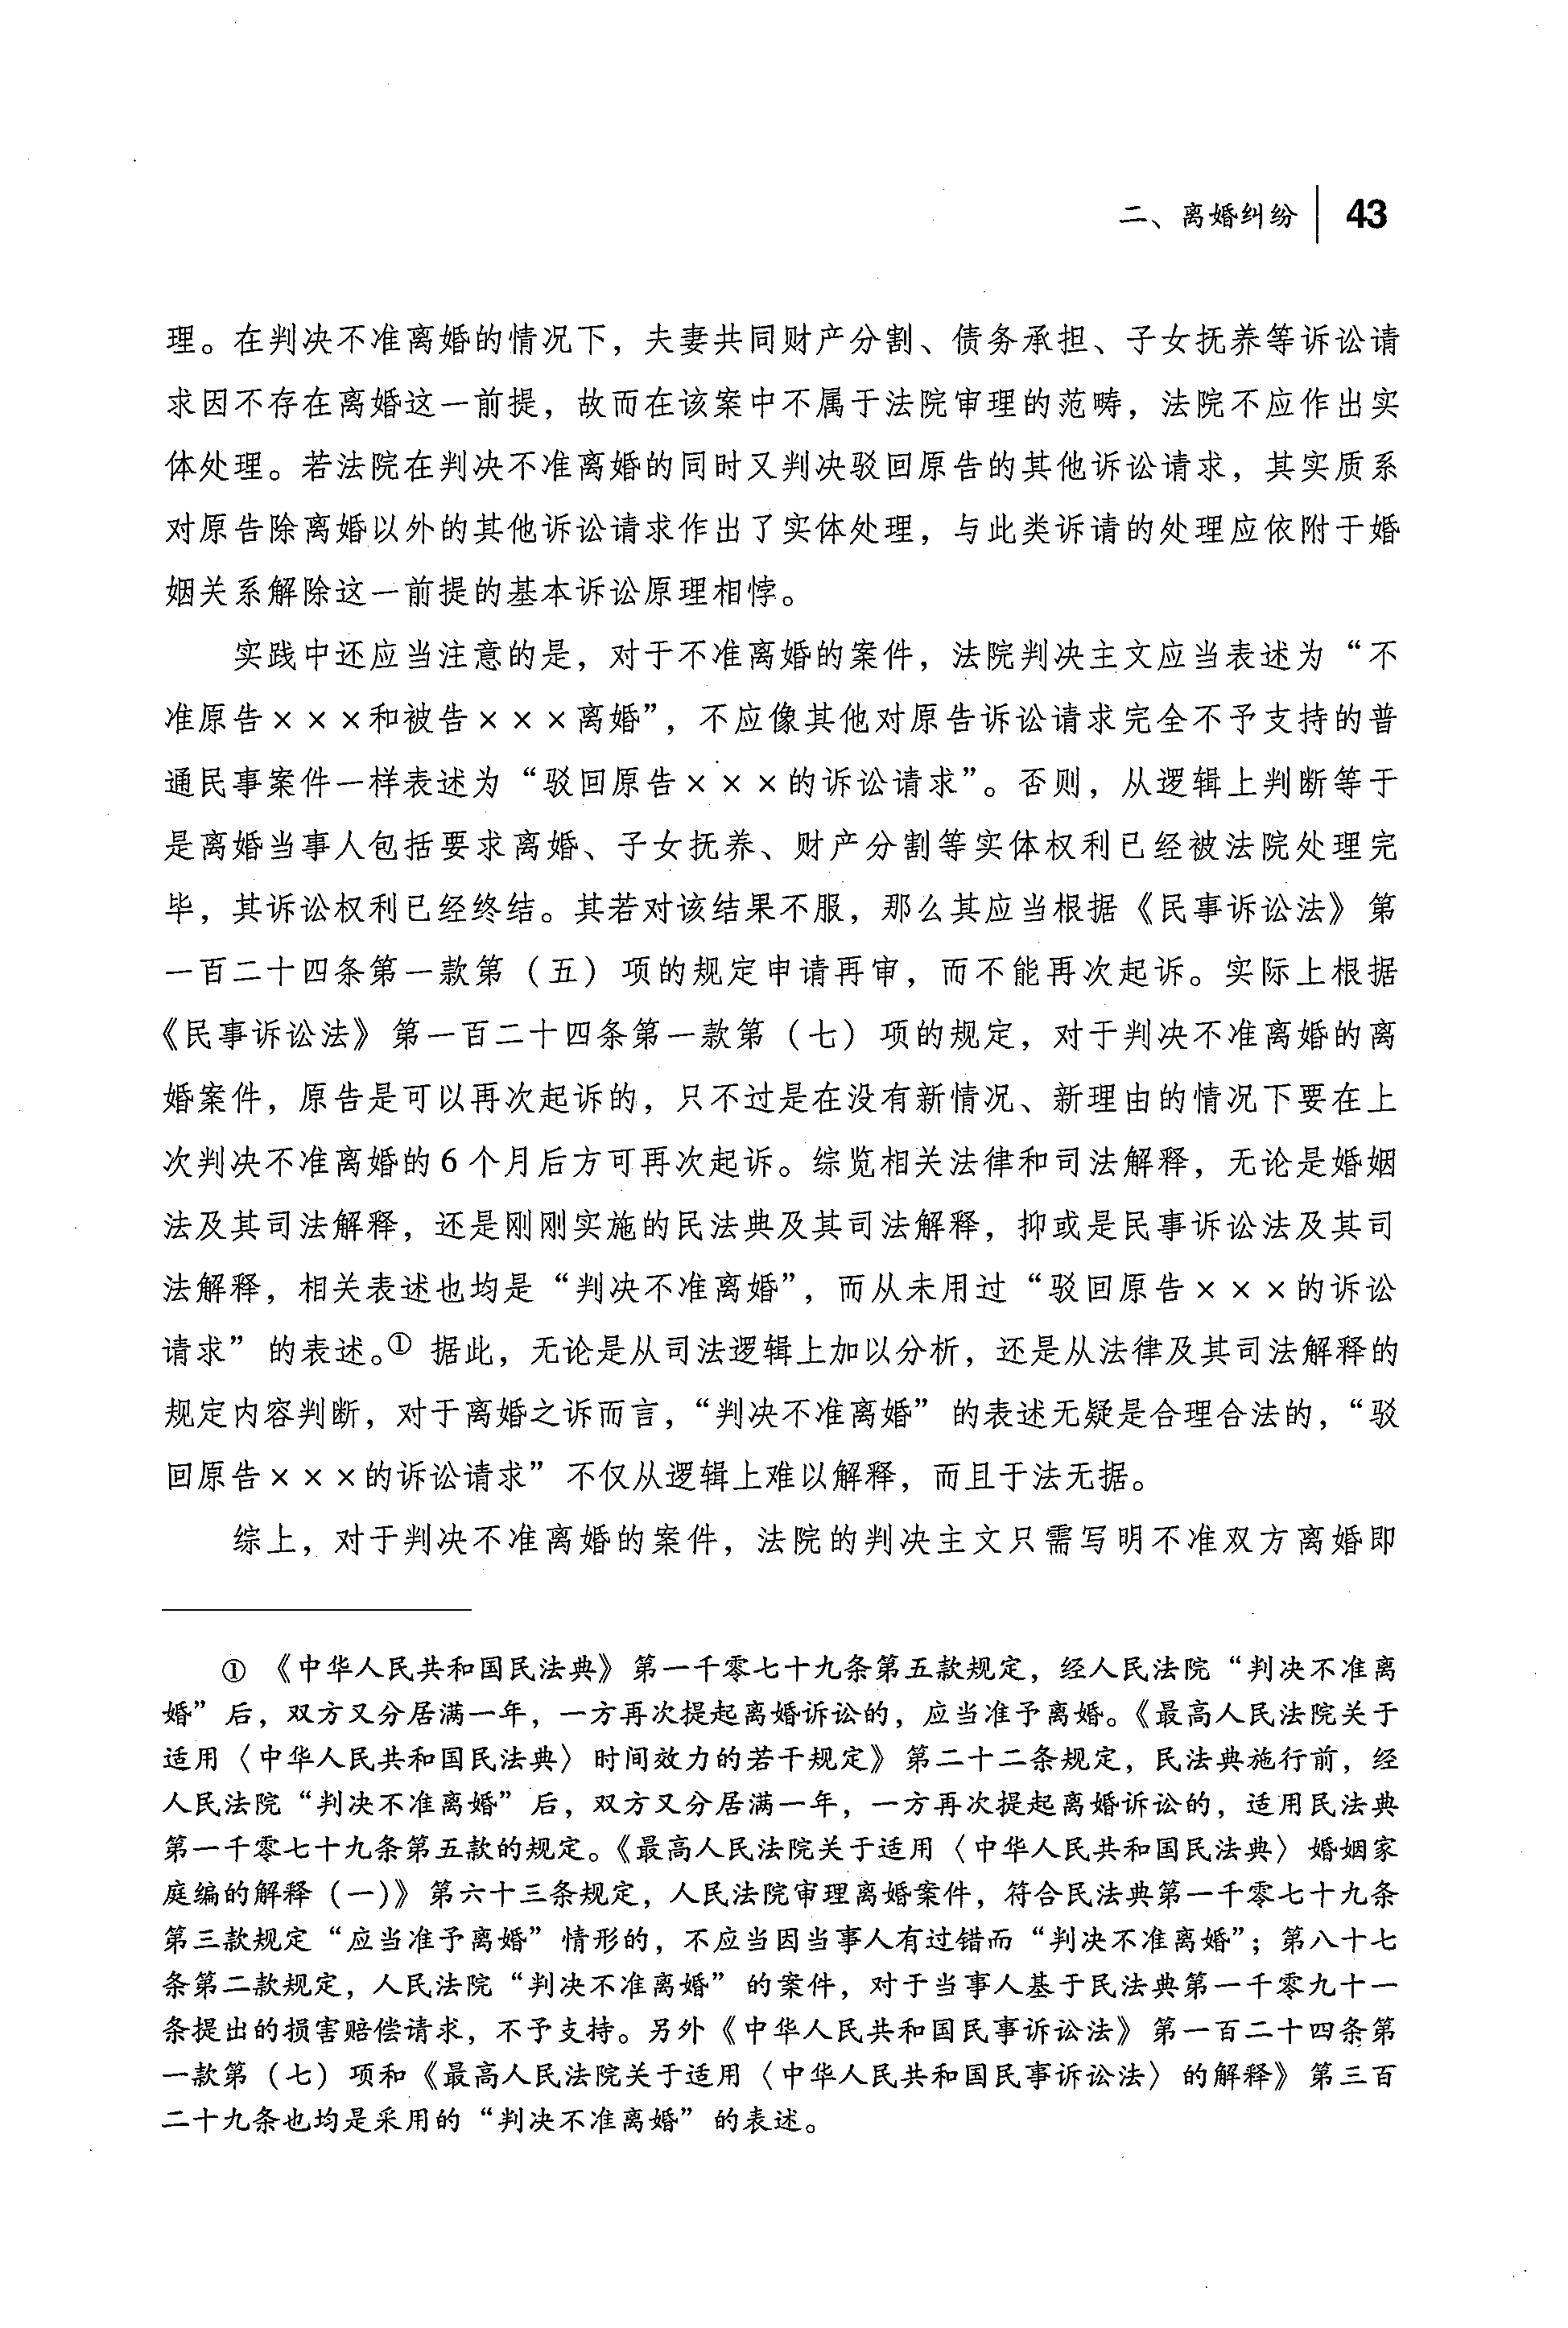 二、离婚纠纷 43
理。在判决不准离婚的情况下，夫妻共同财产分割、债务承担、子女抚养等诉讼请
求因不存在离婚这一前提，故而在该案中不属于法院审理的范畴，法院不应作出实
体处理。若法院在判决不准离婚的同时又判决驳回原告的其他诉讼请求，其实质系
对原告除离婚以外的其他诉讼请求作出了实体处理，与此类诉请的处理应依附于婚
姻关系解除这一前提的基本诉讼原理相悖。
实践中还应当注意的是，对于不准离婚的案件，法院判决主文应当表述为“不
准原告×××和被告×××离婚”，不应像其他对原告诉讼请求完全不予支持的普
通民事案件一样表述为“驳回原告×××的诉讼请求”。否则，从逻辑上判断等于
是离婚当事人包括要求离婚、子女抚养、财产分割等实体权利已经被法院处理完
毕，其诉讼权利已经终结。其若对该结果不服，那么其应当根据《民事诉讼法》第
一百二十四条第一款第（五）项的规定申请再审，而不能再次起诉。实际上根据
《民事诉讼法》第一百二十四条第一款第（七）项的规定，对于判决不准离婚的离
婚案件，原告是可以再次起诉的，只不过是在没有新情况、新理由的情况下要在上
次判决不准离婚的6个月后方可再次起诉。综览相关法律和司法解释，无论是婚姻
法及其司法解释，还是刚刚实施的民法典及其司法解释，抑或是民事诉讼法及其司
法解释，相关表述也均是“判决不准离婚”，而从未用过“驳回原告×××的诉讼
请求”的表述。① 据此，无论是从司法逻辑上加以分析，还是从法律及其司法解释的
规定内容判断，对于离婚之诉而言，“判决不准离婚”的表述无疑是合理合法的，“驳
回原告×××的诉讼请求”不仅从逻辑上难以解释，而且于法无据。
综上，对于判决不准离婚的案件，法院的判决主文只需写明不准双方离婚即
① 《中华人民共和国民法典》第一千零七十九条第五款规定，经人民法院“判决不准离
婚”后，双方又分居满一年，一方再次提起离婚诉讼的，应当准予离婚。《最高人民法院关于
适用〈中华人民共和国民法典〉时间效力的若干规定》第二十二条规定，民法典施行前，经
人民法院“判决不准离婚”后，双方又分居满一年，一方再次提起离婚诉讼的，适用民法典
第一千零七十九条第五款的规定。《最高人民法院关于适用〈中华人民共和国民法典〉婚姻家
庭编的解释（一）》第六十三条规定，人民法院审理离婚案件，符合民法典第一千零七十九条
第三款规定“应当准予离婚”情形的，不应当因当事人有过错而“判决不准离婚”；第八十七
条第二款规定，人民法院“判决不准离婚”的案件，对于当事人基于民法典第一千零九十一
条提出的损害赔偿请求，不予支持。另外《中华人民共和国民事诉讼法》第一百二十四条第
一款第（七）项和《最高人民法院关于适用〈中华人民共和国民事诉讼法〉的解释》第三百
二十九条也均是采用的“判决不准离婚”的表述。